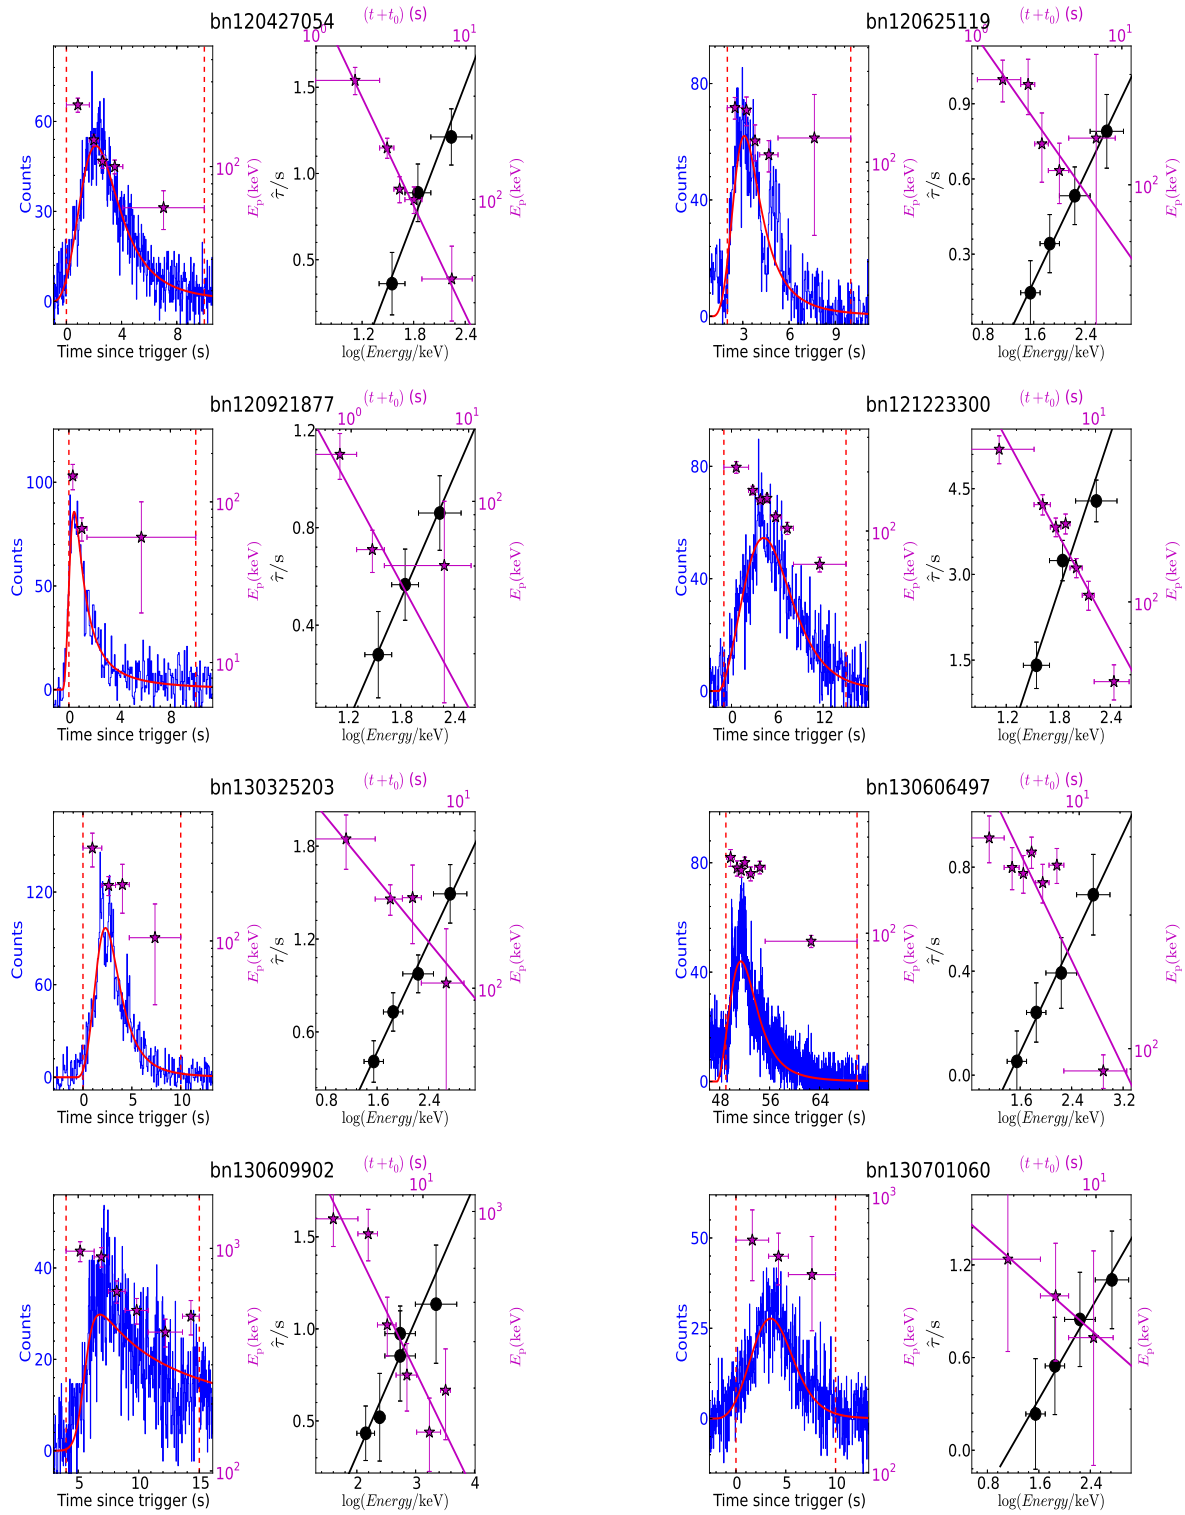 bn120427054
(t+t₀) (s)
10⁰ 10¹
Counts
60
30
0
10²
Eₚ(keV)
1.5
1.0
0.5
τ̂/s
10²
Eₚ(keV)
0 4 8
Time since trigger (s)
1.2 1.8 2.4
log(Energy/keV)
bn120625119
(t+t₀) (s)
10⁰ 10¹
Counts
80
40
0
10²
Eₚ(keV)
0.9
0.6
0.3
τ̂/s
10²
Eₚ(keV)
3 6 9
Time since trigger (s)
0.8 1.6 2.4
log(Energy/keV)
bn120921877
(t+t₀) (s)
10⁰ 10¹
Counts
100
50
0
10²
10¹
Eₚ(keV)
1.2
0.8
0.4
τ̂/s
10²
Eₚ(keV)
0 4 8
Time since trigger (s)
1.2 1.8 2.4
log(Energy/keV)
bn121223300
(t+t₀) (s)
10¹
Counts
80
40
0
10²
Eₚ(keV)
4.5
3.0
1.5
τ̂/s
10²
Eₚ(keV)
0 6 12
Time since trigger (s)
1.2 1.8 2.4
log(Energy/keV)
bn130325203
(t+t₀) (s)
10¹
Counts
120
60
0
10²
Eₚ(keV)
1.8
1.2
0.6
τ̂/s
10²
Eₚ(keV)
0 5 10
Time since trigger (s)
0.8 1.6 2.4
log(Energy/keV)
bn130606497
(t+t₀) (s)
10¹
Counts
80
40
0
10²
Eₚ(keV)
0.8
0.4
0.0
τ̂/s
10²
Eₚ(keV)
48 56 64
Time since trigger (s)
1.6 2.4 3.2
log(Energy/keV)
bn130609902
(t+t₀) (s)
10¹
Counts
40
20
0
10³
10²
Eₚ(keV)
1.5
1.0
0.5
τ̂/s
10³
Eₚ(keV)
5 10 15
Time since trigger (s)
2 3 4
log(Energy/keV)
bn130701060
(t+t₀) (s)
10¹
Counts
50
25
0
10³
10²
Eₚ(keV)
1.2
0.6
0.0
τ̂/s
Eₚ(keV)
0 5 10
Time since trigger (s)
0.8 1.6 2.4
log(Energy/keV)